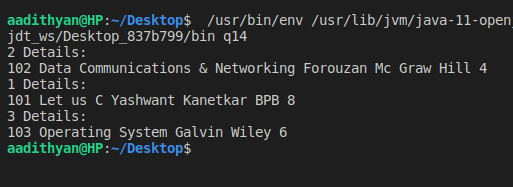 aadithyan@HP:~/Desktop$  /usr/bin/env /usr/lib/jvm/java-11-open
jdt_ws/Desktop_837b799/bin q14
2 Details:
102 Data Communications & Networking Forouzan Mc Graw Hill 4
1 Details:
101 Let us C Yashwant Kanetkar BPB 8
3 Details:
103 Operating System Galvin Wiley 6
aadithyan@HP:~/Desktop$